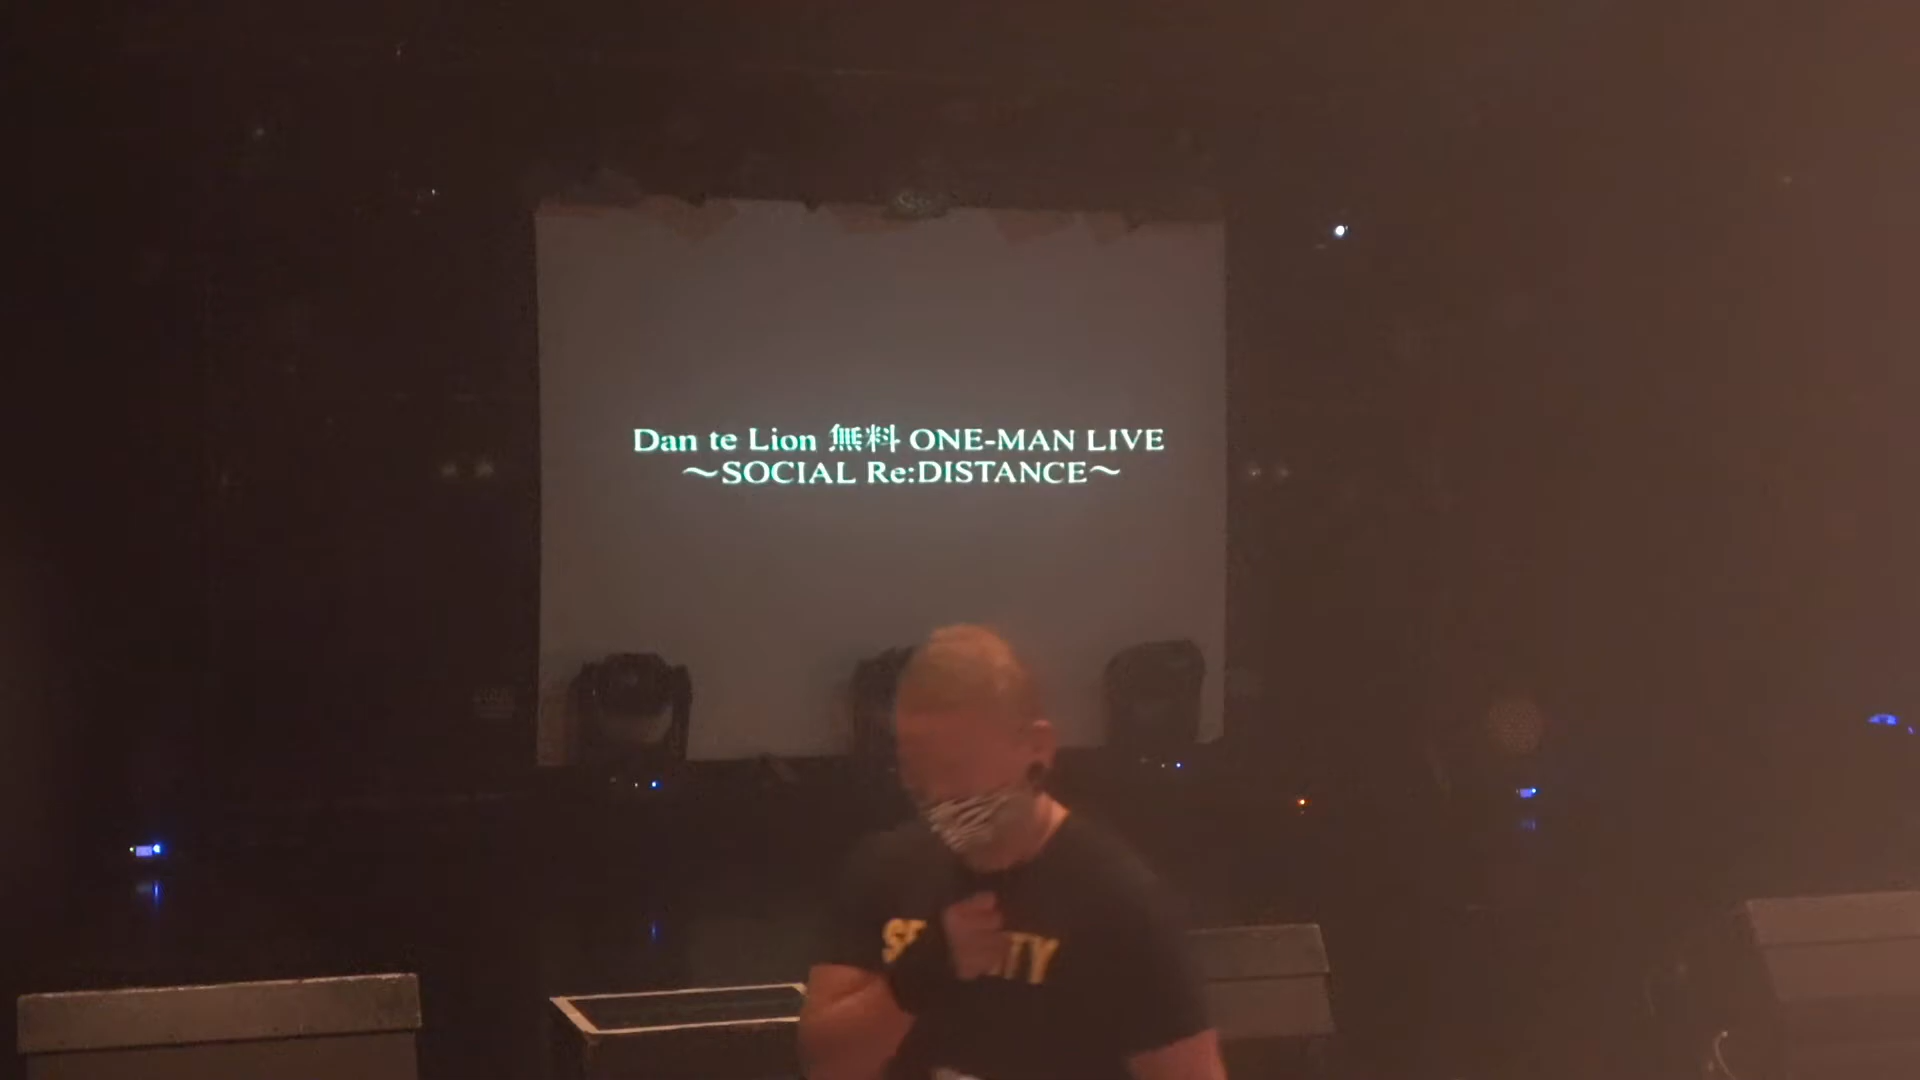 Dan te Lion 無料 ONE-MAN LIVE
～SOCIAL Re:DISTANCE～